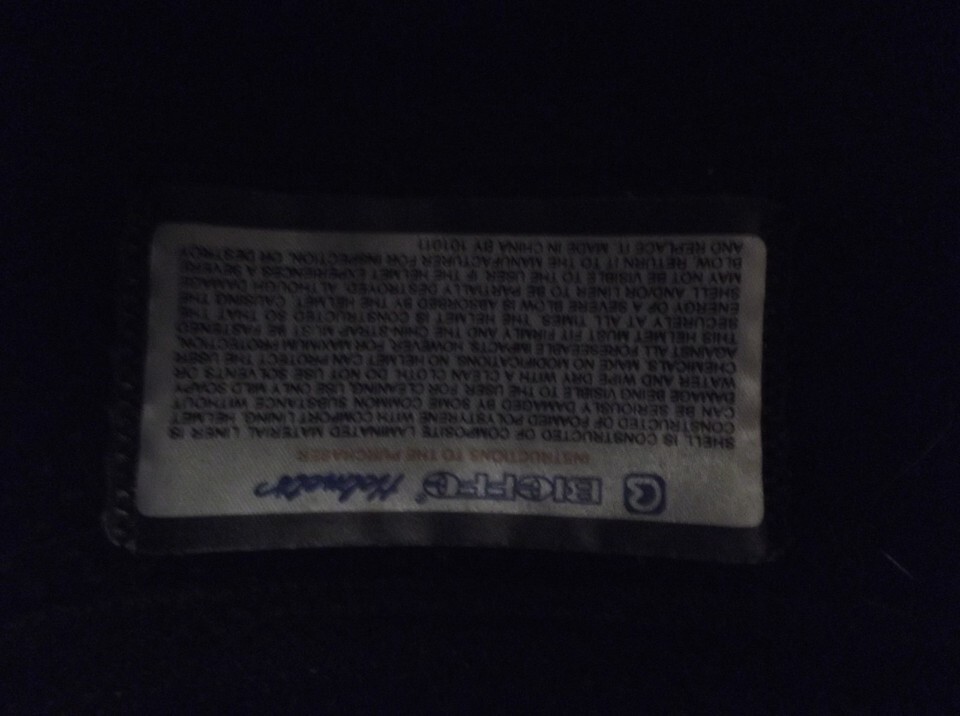 BIEFFE Helmets
INSTRUCTIONS TO THE PURCHASER
SHELL IS CONSTRUCTED OF COMPOSITE LAMINATED MATERIAL. LINER IS
CONSTRUCTED OF FOAMED POLYSTYRENE WITH COMFORT LINING. HELMET
CAN BE SERIOUSLY DAMAGED BY SOME COMMON SUBSTANCE WITHOUT
DAMAGE BEING VISIBLE TO THE USER. FOR CLEANING, USE ONLY MILD SOAPY
WATER AND WIPE DRY WITH A CLEAN CLOTH. DO NOT USE SOLVENTS OR
CHEMICALS. MAKE NO MODIFICATIONS. NO HELMET CAN PROTECT THE USER
AGAINST ALL FORESEEABLE IMPACTS. HOWEVER, FOR MAXIMUM PROTECTION,
THIS HELMET MUST FIT FIRMLY AND THE CHIN-STRAP MUST BE FASTENED
SECURELY AT ALL TIMES. THE HELMET IS CONSTRUCTED SO THAT THE
ENERGY OF A SEVERE BLOW IS ABSORBED BY THE HELMET, CAUSING THE
SHELL AND/OR LINER TO BE PARTIALLY DESTROYED. ALTHOUGH DAMAGE
MAY NOT BE VISIBLE TO THE USER. IF THE HELMET EXPERIENCES A SEVERE
BLOW, RETURN IT TO THE MANUFACTURER FOR INSPECTION, OR DESTROY
AND REPLACE IT. MADE IN CHINA BY 101011